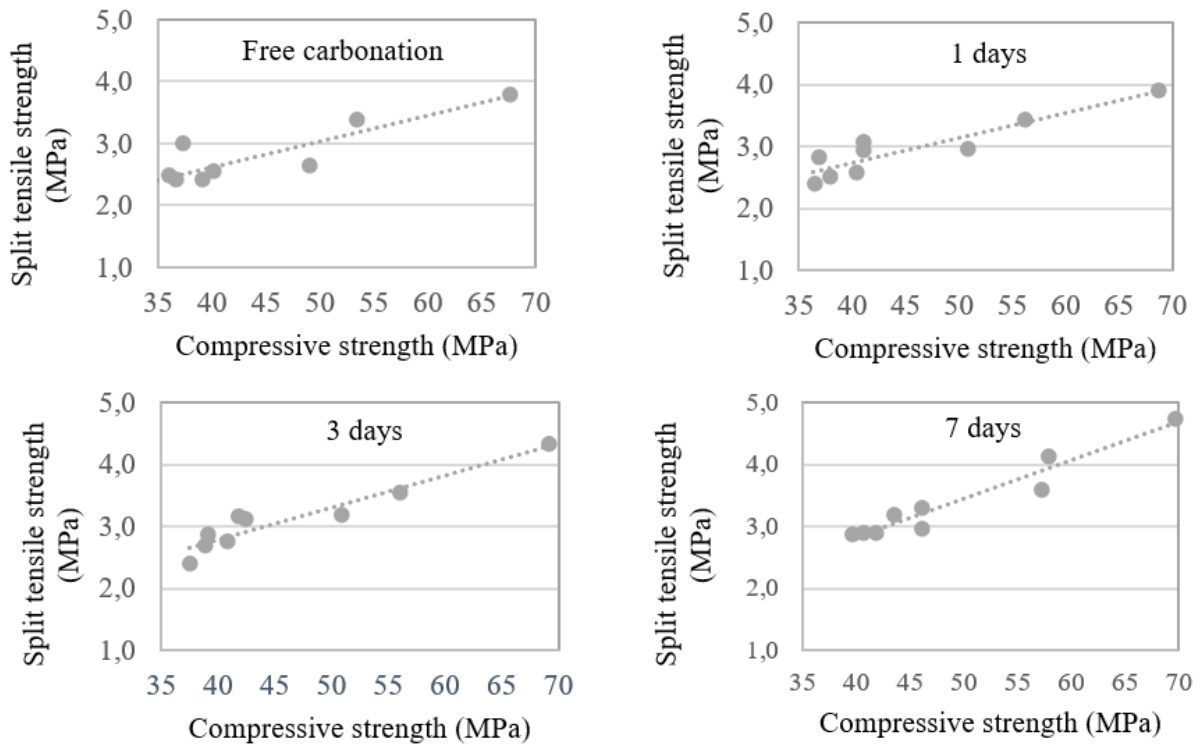 Free carbonation
Split tensile strength
(MPa)
5,0
4,0
3,0
2,0
1,0
35 40 45 50 55 60 65 70
Compressive strength (MPa)
1 days
Split tensile strength
(MPa)
5,0
4,0
3,0
2,0
1,0
35 40 45 50 55 60 65 70
Compressive strength (MPa)
3 days
Split tensile strength
(MPa)
5,0
4,0
3,0
2,0
1,0
35 40 45 50 55 60 65 70
Compressive strength (MPa)
7 days
Split tensile strength
(MPa)
5,0
4,0
3,0
2,0
1,0
35 40 45 50 55 60 65 70
Compressive strength (MPa)